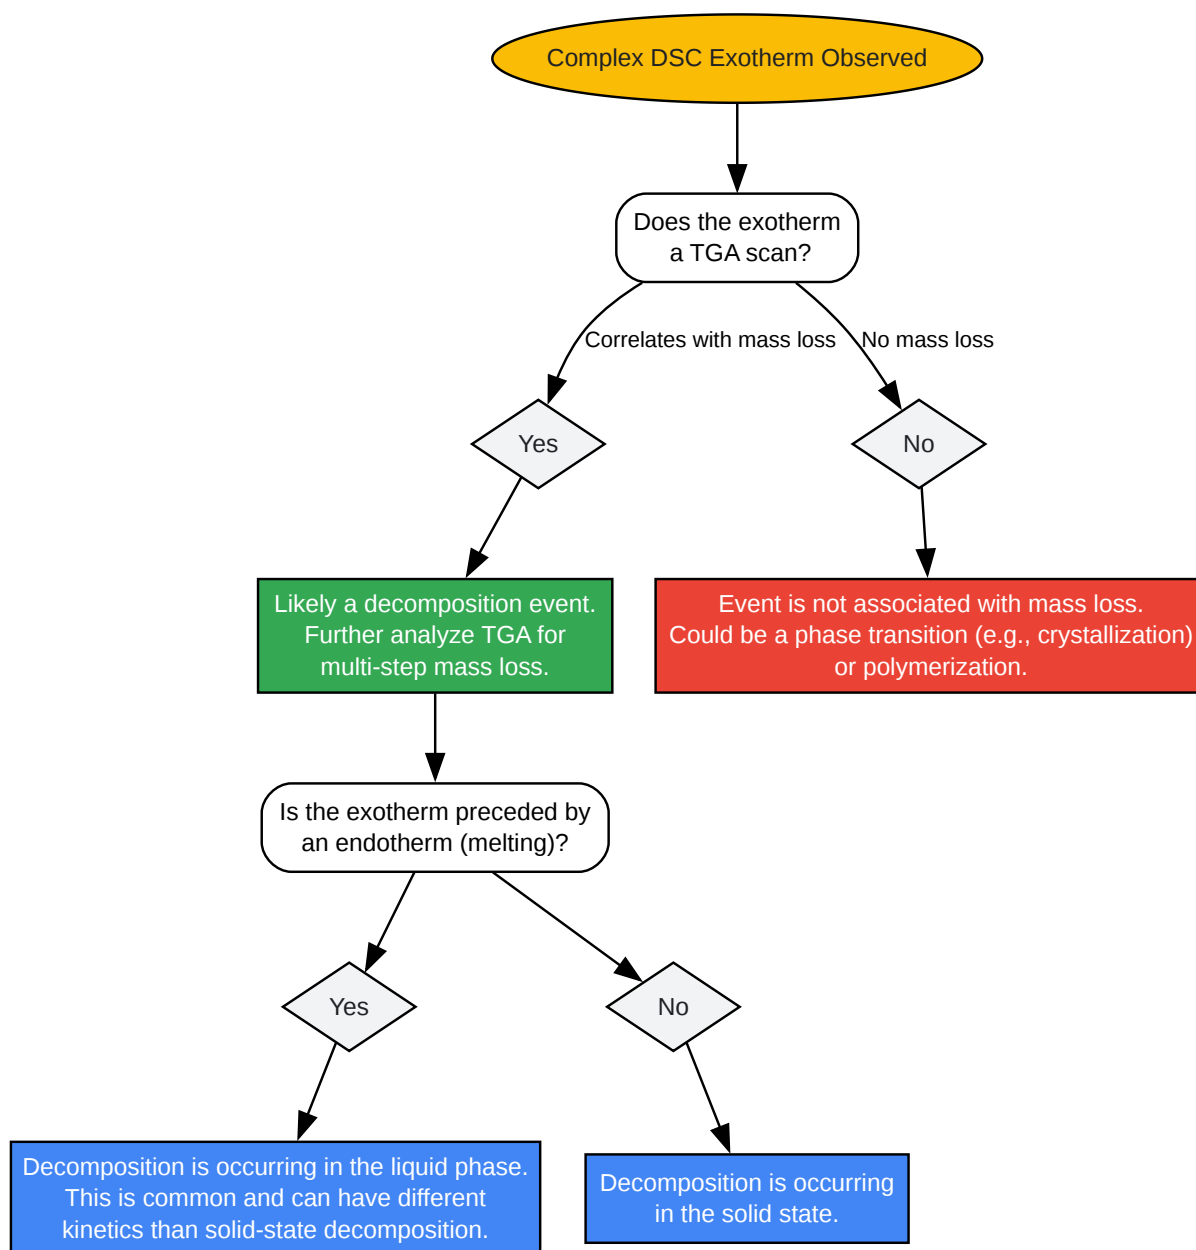 Complex DSC Exotherm Observed
Does the exotherm
a TGA scan?
Correlates with mass loss
No mass loss
Yes
No
Likely a decomposition event.
Further analyze TGA for
multi-step mass loss.
Event is not associated with mass loss.
Could be a phase transition (e.g., crystallization)
or polymerization.
Is the exotherm preceded by
an endotherm (melting)?
Yes
No
Decomposition is occurring in the liquid phase.
This is common and can have different
kinetics than solid-state decomposition.
Decomposition is occurring
in the solid state.